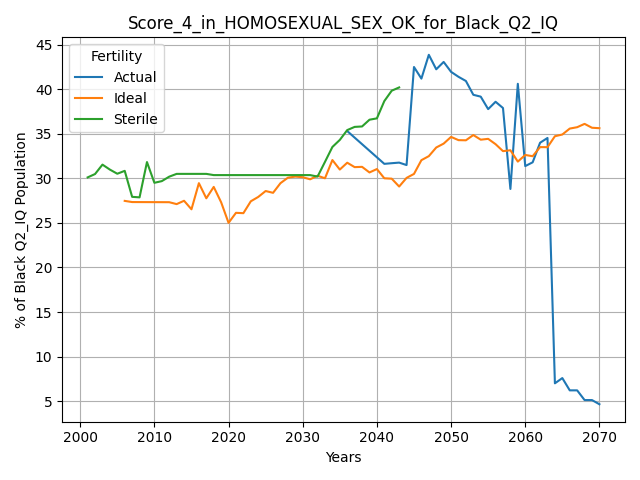 Score_4_in_HOMOSEXUAL_SEX_OK_for_Black_Q2_IQ
Fertility
Actual
Ideal
Sterile
% of Black Q2_IQ Population
45
40
35
30
25
20
15
10
5
2000 2010 2020 2030 2040 2050 2060 2070
Years